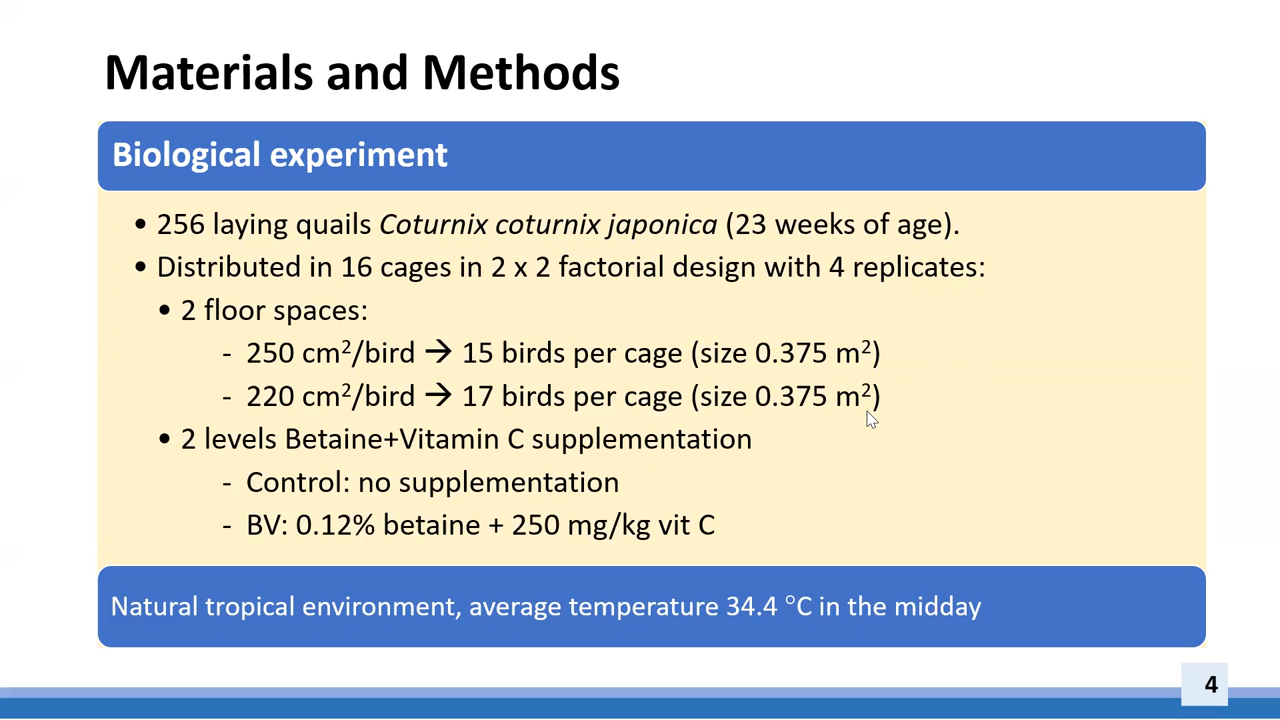 Materials and Methods
Biological experiment
• 256 laying quails Coturnix coturnix japonica (23 weeks of age).
• Distributed in 16 cages in 2 x 2 factorial design with 4 replicates:
• 2 floor spaces:
- 250 cm²/bird → 15 birds per cage (size 0.375 m²)
- 220 cm²/bird → 17 birds per cage (size 0.375 m²)
• 2 levels Betaine+Vitamin C supplementation
- Control: no supplementation
- BV: 0.12% betaine + 250 mg/kg vit C
Natural tropical environment, average temperature 34.4 °C in the midday
4